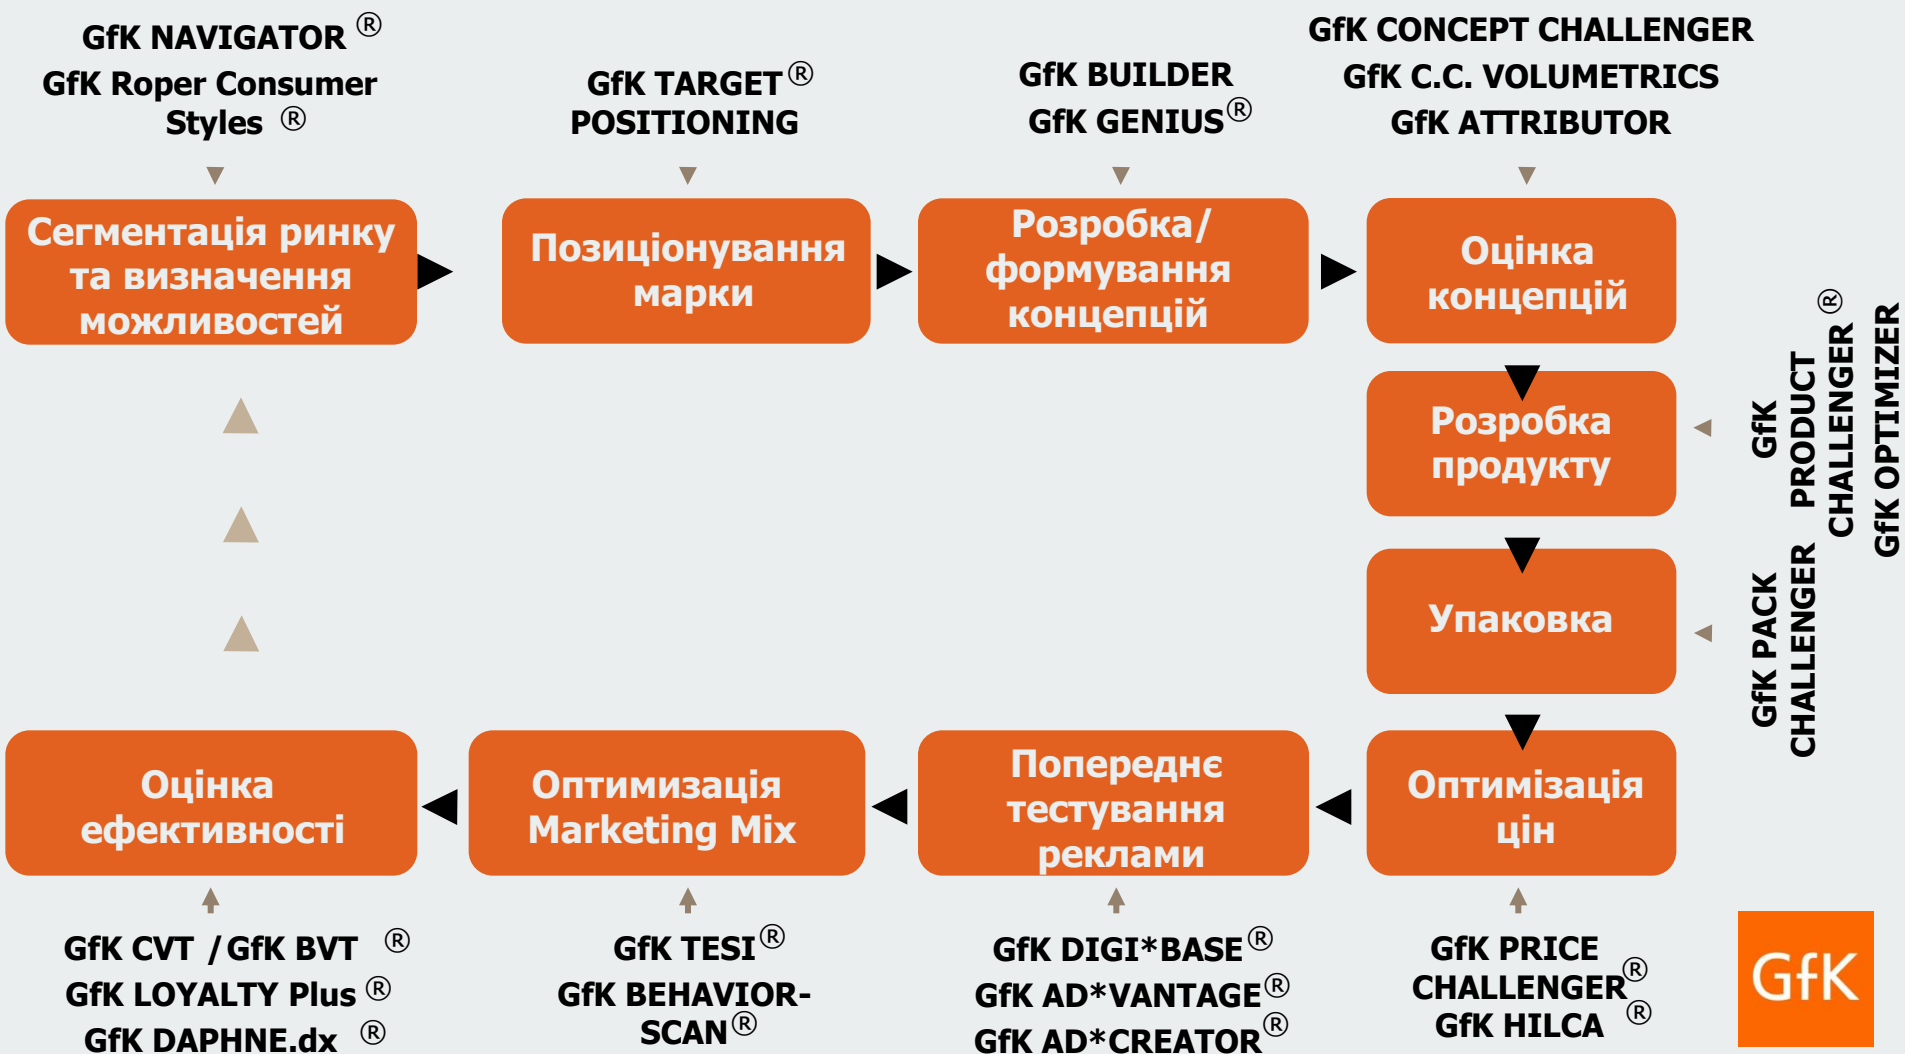 GfK NAVIGATOR ®
GfK Roper Consumer
Styles ®
GfK TARGET®
POSITIONING
GfK BUILDER
GfK GENIUS®
GfK CONCEPT CHALLENGER
GfK C.C. VOLUMETRICS
GfK ATTRIBUTOR
Сегментація ринку
та визначення
можливостей
Позиціонування
марки
Розробка/
формування
концепцій
Оцінка
концепцій
Розробка
продукту
GfK
PRODUCT
CHALLENGER ®
GfK OPTIMIZER
Упаковка
GfK PACK
CHALLENGER
Оцінка
ефективності
Оптимизація
Marketing Mix
Попереднє
тестування
реклами
Оптимізація
цін
GfK CVT / GfK BVT ®
GfK LOYALTY Plus ®
GfK DAPHNE.dx ®
GfK TESI®
GfK BEHAVIOR-
SCAN®
GfK DIGI*BASE®
GfK AD*VANTAGE®
GfK AD*CREATOR®
GfK PRICE
CHALLENGER®
GfK HILCA ®
GfK